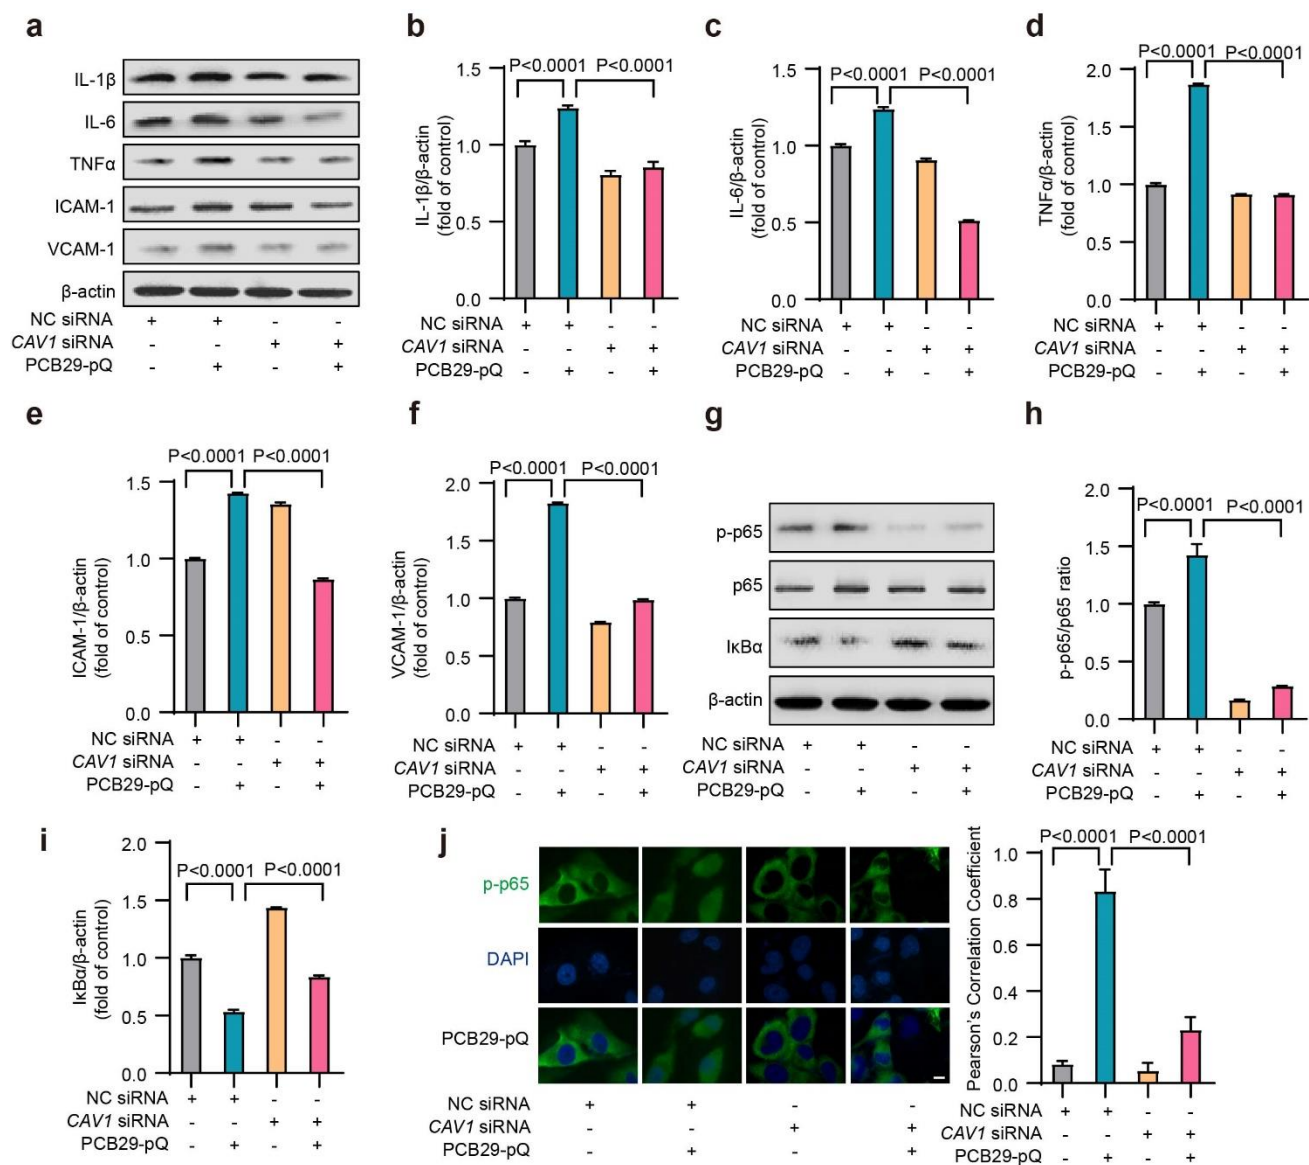 a
IL-1β
IL-6
TNFα
ICAM-1
VCAM-1
β-actin
NC siRNA + + - -
CAV1 siRNA - - + +
PCB29-pQ - + - +
b
P<0.0001 P<0.0001
IL-1β/β-actin
(fold of control)
1.5
1.0
0.5
0.0
NC siRNA + + - -
CAV1 siRNA - - + +
PCB29-pQ - + - +
c
P<0.0001 P<0.0001
IL-6/β-actin
(fold of control)
1.5
1.0
0.5
0.0
NC siRNA + + - -
CAV1 siRNA - - + +
PCB29-pQ - + - +
d
P<0.0001 P<0.0001
TNFα/β-actin
(fold of control)
2.0
1.5
1.0
0.5
0.0
NC siRNA + + - -
CAV1 siRNA - - + +
PCB29-pQ - + - +
e
P<0.0001 P<0.0001
ICAM-1/β-actin
(fold of control)
1.5
1.0
0.5
0.0
NC siRNA + + - -
CAV1 siRNA - - + +
PCB29-pQ - + - +
f
P<0.0001 P<0.0001
VCAM-1/β-actin
(fold of control)
2.0
1.5
1.0
0.5
0.0
NC siRNA + + - -
CAV1 siRNA - - + +
PCB29-pQ - + - +
g
p-p65
p65
IκBα
β-actin
NC siRNA + + - -
CAV1 siRNA - - + +
PCB29-pQ - + - +
h
P<0.0001 P<0.0001
p-p65/p65 ratio
2.0
1.5
1.0
0.5
0.0
NC siRNA + + - -
CAV1 siRNA - - + +
PCB29-pQ - + - +
i
P<0.0001 P<0.0001
IκBα/β-actin
(fold of control)
2.0
1.5
1.0
0.5
0.0
NC siRNA + + - -
CAV1 siRNA - - + +
PCB29-pQ - + - +
j
p-p65
DAPI
PCB29-pQ
NC siRNA + + - -
CAV1 siRNA - - + +
PCB29-pQ - + - +
P<0.0001 P<0.0001
Pearson's Correlation Coefficient
1.0
0.8
0.6
0.4
0.2
0.0
NC siRNA + + - -
CAV1 siRNA - - + +
PCB29-pQ - + - +